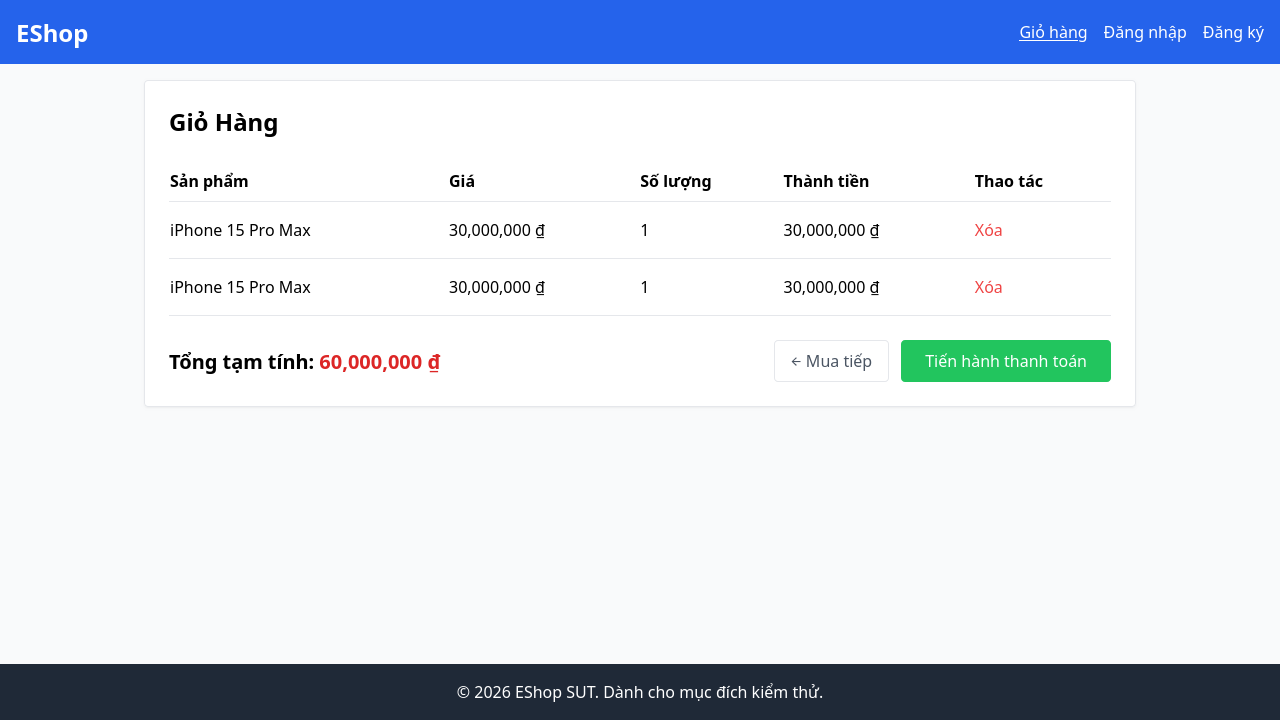 EShop
Giỏ hàng Đăng nhập Đăng ký
Giỏ Hàng
Sản phẩm Giá Số lượng Thành tiền Thao tác
iPhone 15 Pro Max 30,000,000 ₫ 1 30,000,000 ₫ Xóa
iPhone 15 Pro Max 30,000,000 ₫ 1 30,000,000 ₫ Xóa
Tổng tạm tính: 60,000,000 ₫
← Mua tiếp
Tiến hành thanh toán
© 2026 EShop SUT. Dành cho mục đích kiểm thử.